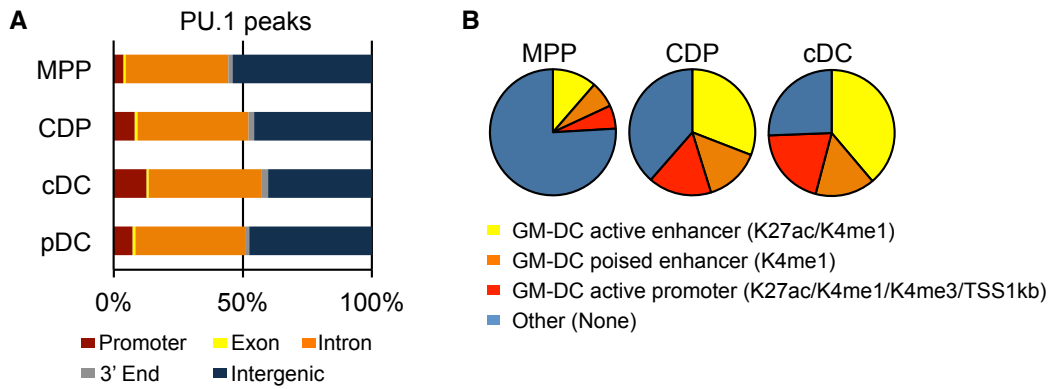 A
PU.1 peaks
MPP
CDP
cDC
pDC
0%
50%
100%
Promoter
Exon
Intron
3’ End
Intergenic
B
MPP
CDP
cDC
GM-DC active enhancer (K27ac/K4me1)
GM-DC poised enhancer (K4me1)
GM-DC active promoter (K27ac/K4me1/K4me3/TSS1kb)
Other (None)